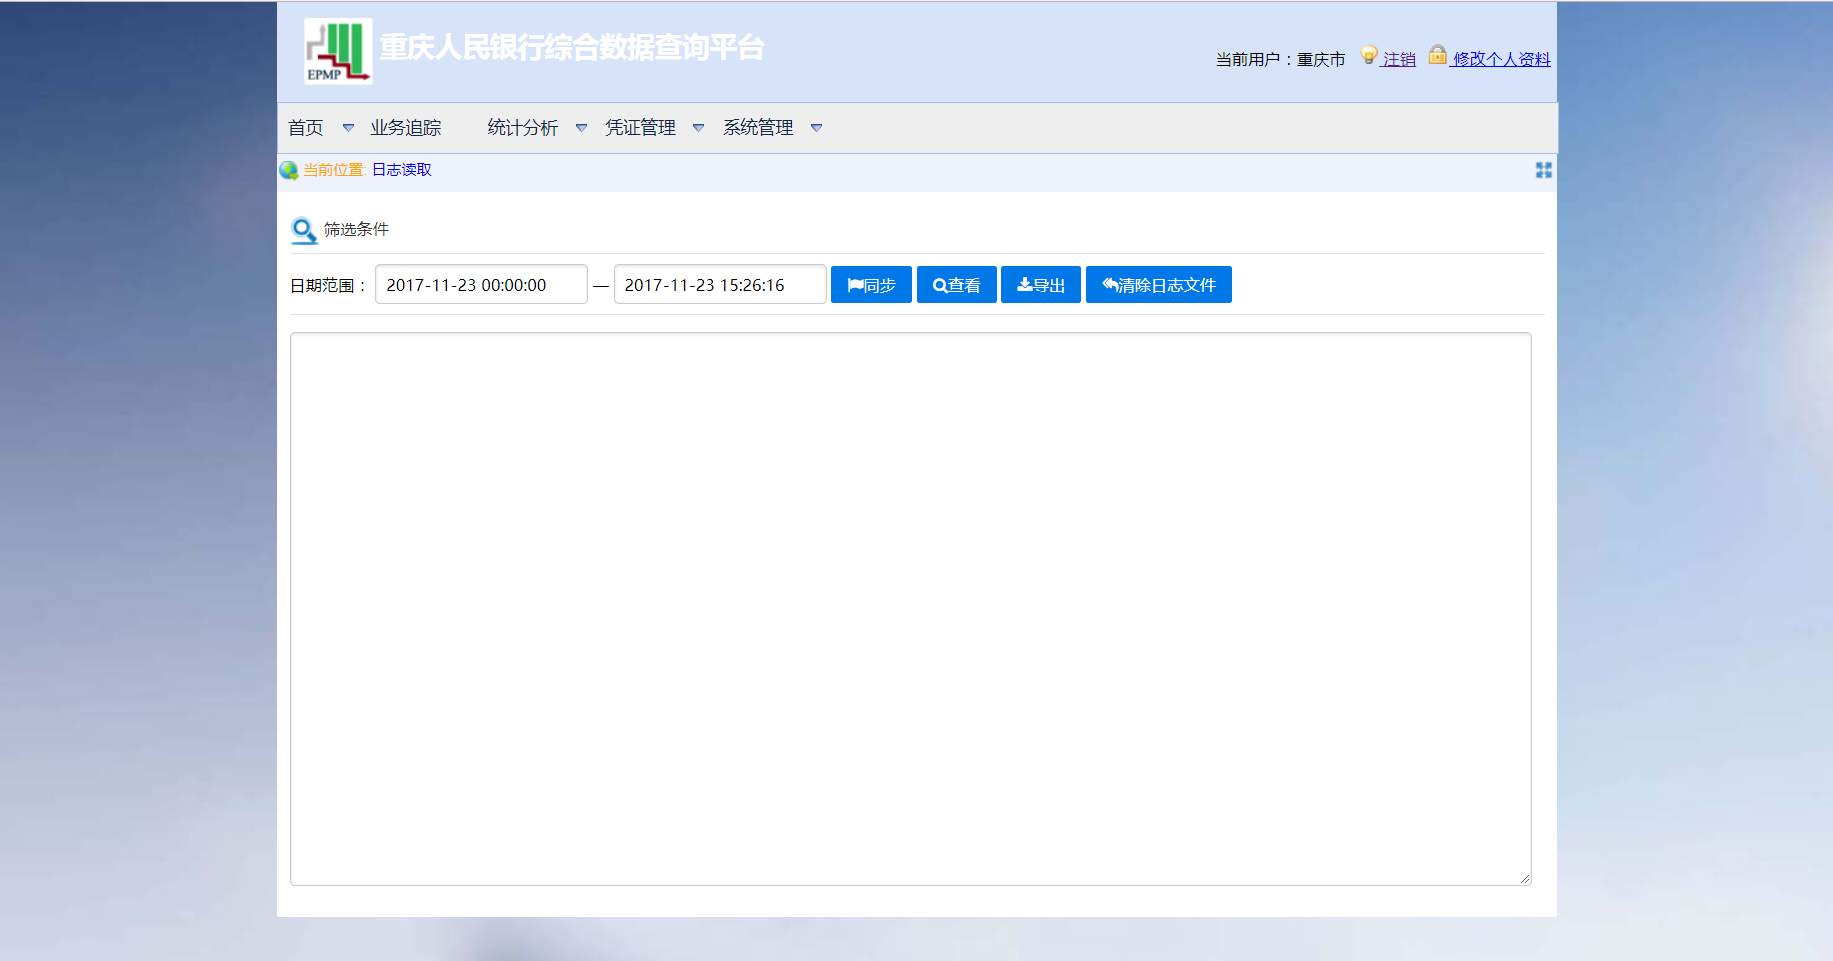 EPMP
重庆人民银行综合数据查询平台
当前用户：重庆市 注销 修改个人资料
首页 业务追踪 统计分析 凭证管理 系统管理
当前位置: 日志读取
筛选条件
日期范围： 2017-11-23 00:00:00 — 2017-11-23 15:26:16 同步 查看 导出 清除日志文件